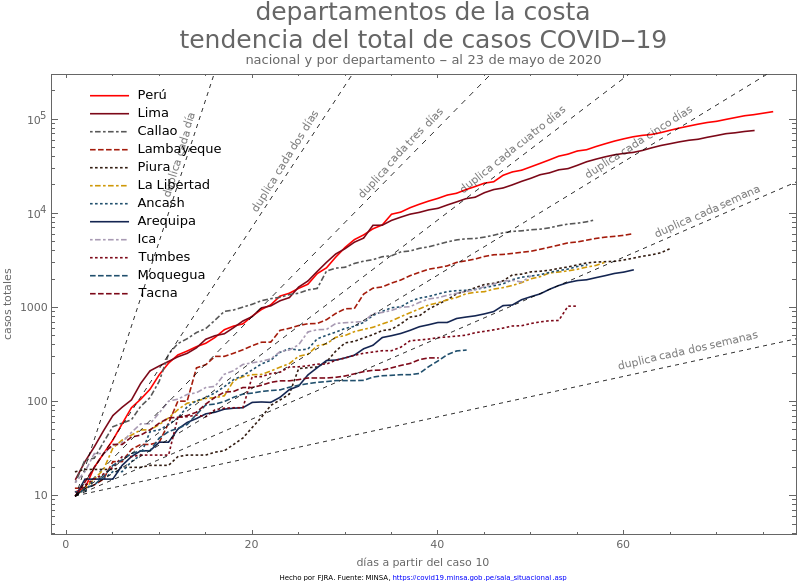 departamentos de la costa
tendencia del total de casos COVID‒19
nacional y por departamento ‒ al 23 de mayo de 2020
Perú
Lima
Callao
Lambayeque
Piura
La Libertad
Ancash
Arequipa
Ica
Tumbes
Moquegua
Tacna
duplica cada día
duplica cada dos días
duplica cada tres días
duplica cada cuatro días
duplica cada cinco días
duplica cada semana
duplica cada dos semanas
casos totales
10^5
10^4
1000
100
10
0 20 40 60
días a partir del caso 10
Hecho por FJRA. Fuente: MINSA, https://covid19.minsa.gob.pe/sala_situacional.asp